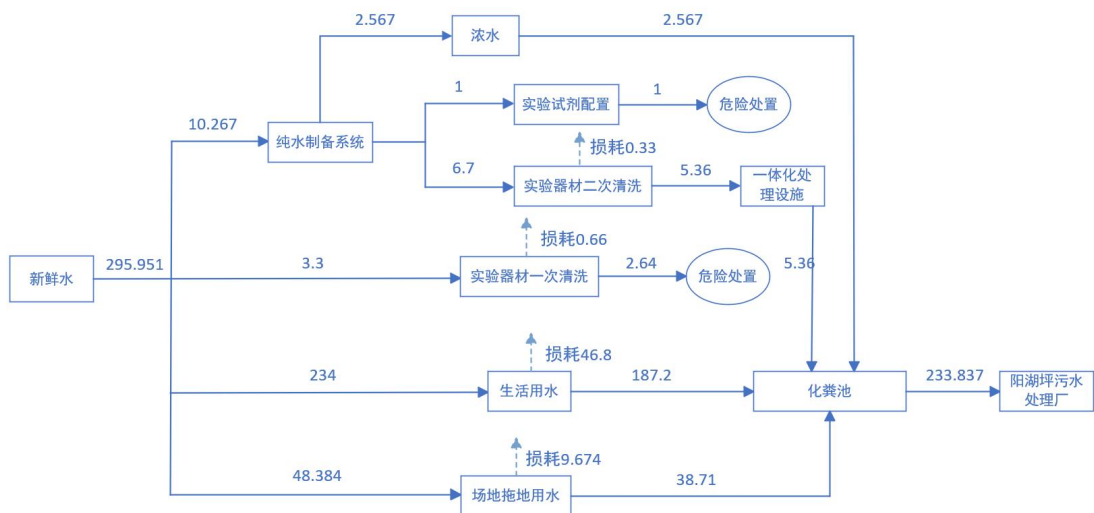 2.567
浓水
2.567
1
实验试剂配置
1
危险处置
10.267
纯水制备系统
损耗0.33
6.7
实验器材二次清洗
5.36
一体化处
理设施
损耗0.66
新鲜水
295.951
3.3
实验器材一次清洗
2.64
危险处置
5.36
损耗46.8
234
生活用水
187.2
化粪池
233.837
阳湖坪污水
处理厂
损耗9.674
48.384
场地拖地用水
38.71